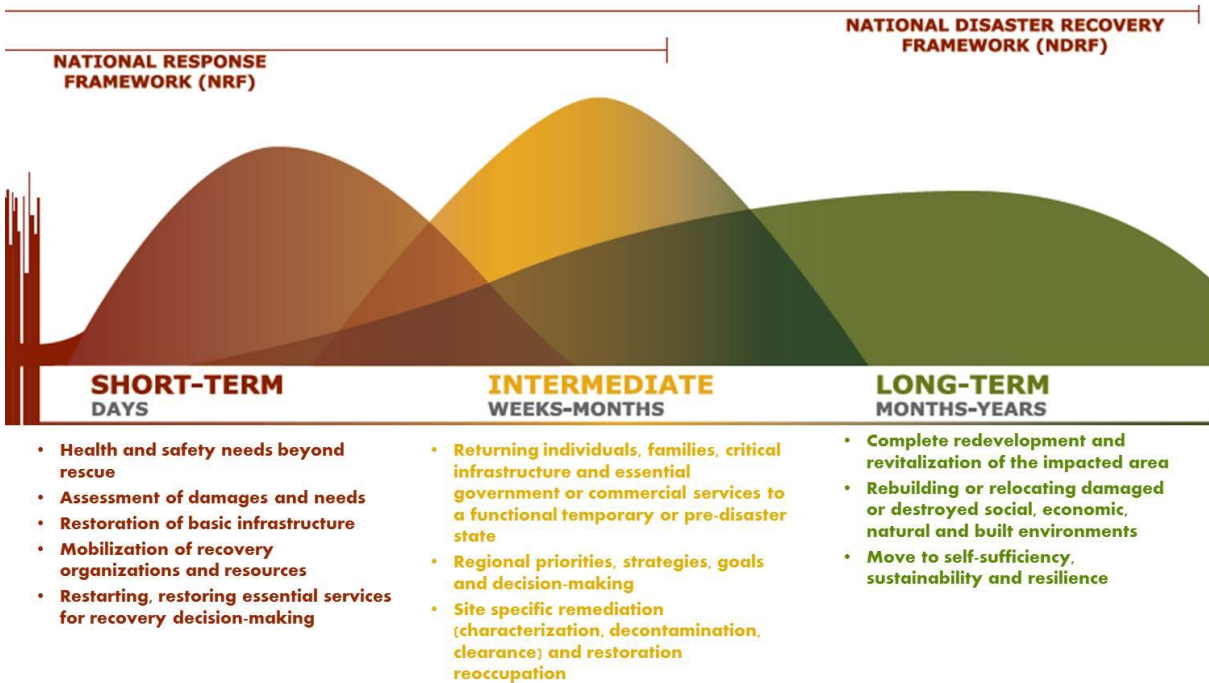 NATIONAL DISASTER RECOVERY
FRAMEWORK (NDRF)
NATIONAL RESPONSE
FRAMEWORK (NRF)
SHORT-TERM
DAYS
INTERMEDIATE
WEEKS-MONTHS
LONG-TERM
MONTHS-YEARS
• Health and safety needs beyond
rescue
• Assessment of damages and needs
• Restoration of basic infrastructure
• Mobilization of recovery
organizations and resources
• Restarting, restoring essential services
for recovery decision-making
• Returning individuals, families, critical
infrastructure and essential
government or commercial services to
a functional temporary or pre-disaster
state
• Regional priorities, strategies, goals
and decision-making
• Site specific remediation
(characterization, decontamination,
clearance) and restoration
reoccupation
• Complete redevelopment and
revitalization of the impacted area
• Rebuilding or relocating damaged
or destroyed social, economic,
natural and built environments
• Move to self-sufficiency,
sustainability and resilience